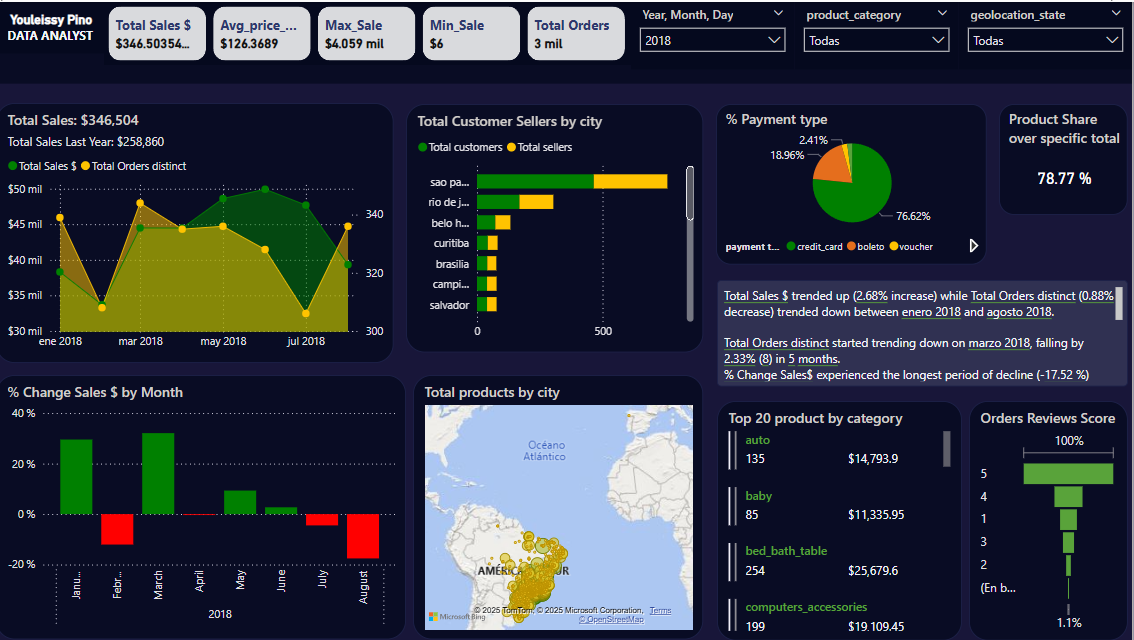 Youleissy Pino
DATA ANALYST
Total Sales $
$346.50354...
Avg_price_...
$126.3689
Max_Sale
$4.059 mil
Min_Sale
$6
Total Orders
3 mil
Year, Month, Day
2018
product_category
Todas
geolocation_state
Todas
Total Sales: $346,504
Total Sales Last Year: $258,860
Total Sales $ Total Orders distinct
$50 mil
$45 mil
$40 mil
$35 mil
$30 mil
340
320
300
ene 2018 mar 2018 may 2018 jul 2018
Total Customer Sellers by city
Total customers Total sellers
sao pa...
rio de j...
belo h...
curitiba
brasilia
campi...
salvador
0 500
% Payment type
2.41%
18.96%
76.62%
payment t... credit_card boleto voucher
Product Share
over specific total
78.77 %
Total Sales $ trended up (2.68% increase) while Total Orders distinct (0.88%
decrease) trended down between enero 2018 and agosto 2018.
Total Orders distinct started trending down on marzo 2018, falling by
2.33% (8) in 5 months.
% Change Sales$ experienced the longest period of decline (-17.52 %)
% Change Sales $ by Month
40 %
20 %
0 %
-20 %
Janu...
Febr...
March
April
May
June
July
August
2018
Total products by city
Océano
Atlántico
© 2025 TomTom, © 2025 Microsoft Corporation, Terms
© OpenStreetMap
Microsoft Bing
Top 20 product by category
auto
135 $14,793.9
baby
85 $11,335.95
bed_bath_table
254 $25,679.6
computers_accessories
199 $19,109.45
Orders Reviews Score
100%
5
4
1
3
2
(En b...
1.1%